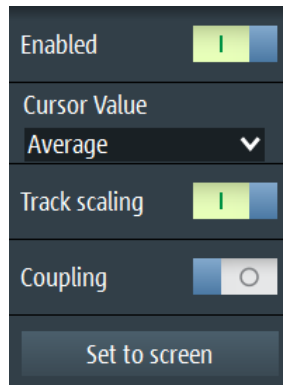 Enabled
Cursor Value
Average
Track scaling
Coupling
Set to screen